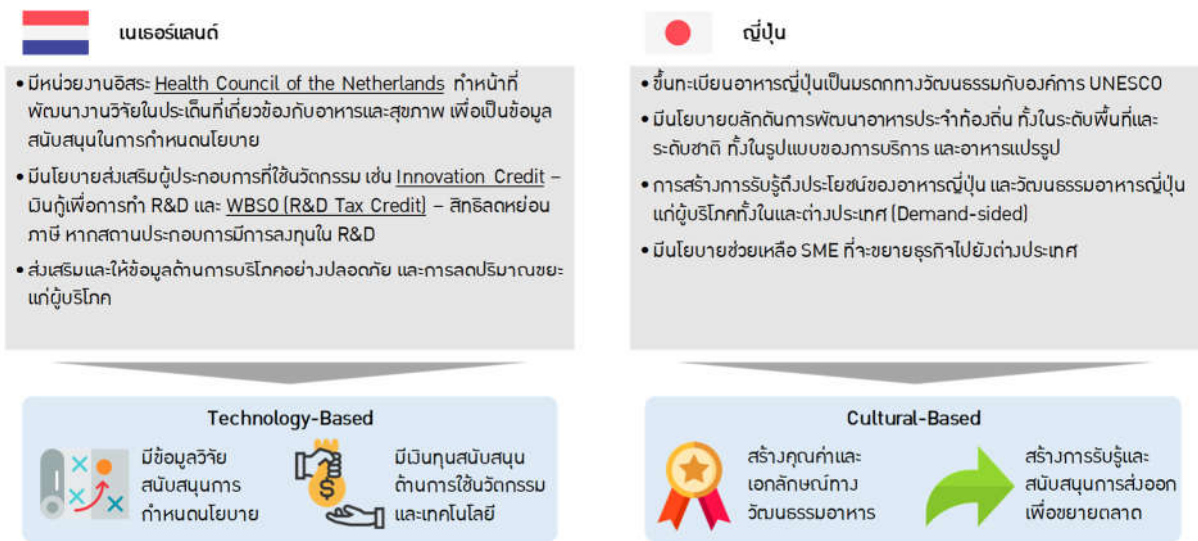 เนเธอร์แลนด์
• มีหน่วยงานอิสระ Health Council of the Netherlands ทำหน้าที่
พัฒนางานวิจัยในประเด็นที่เกี่ยวข้องกับอาหารและสุขภาพ เพื่อเป็นข้อมูล
สนับสนุนในการกำหนดนโยบาย
• มีนโยบายส่งเสริมผู้ประกอบการที่ใช้นวัตกรรม เช่น Innovation Credit –
เงินกู้เพื่อการทำ R&D และ WBSO (R&D Tax Credit) – สิทธิลดหย่อน
ภาษี หากสถานประกอบการมีการลงทุนใน R&D
• ส่งเสริมและให้ข้อมูลด้านการบริโภคอย่างปลอดภัย และการลดปริมาณขยะ
แก่ผู้บริโภค
Technology-Based
มีข้อมูลวิจัย
สนับสนุนการ
กำหนดนโยบาย
มีเงินทุนสนับสนุน
ด้านการใช้นวัตกรรม
และเทคโนโลยี
ญี่ปุ่น
• ขึ้นทะเบียนอาหารญี่ปุ่นเป็นมรดกทางวัฒนธรรมกับองค์การ UNESCO
• มีนโยบายผลักดันการพัฒนาอาหารประจำท้องถิ่น ทั้งในระดับพื้นที่และ
ระดับชาติ ทั้งในรูปแบบของการบริการ และอาหารแปรรูป
• การสร้างการรับรู้ถึงประโยชน์ของอาหารญี่ปุ่น และวัฒนธรรมอาหารญี่ปุ่น
แก่ผู้บริโภคทั้งในและต่างประเทศ (Demand-sided)
• มีนโยบายช่วยเหลือ SME ที่จะขยายธุรกิจไปยังต่างประเทศ
Cultural-Based
สร้างคุณค่าและ
เอกลักษณ์ทาง
วัฒนธรรมอาหาร
สร้างการรับรู้และ
สนับสนุนการส่งออก
เพื่อขยายตลาด